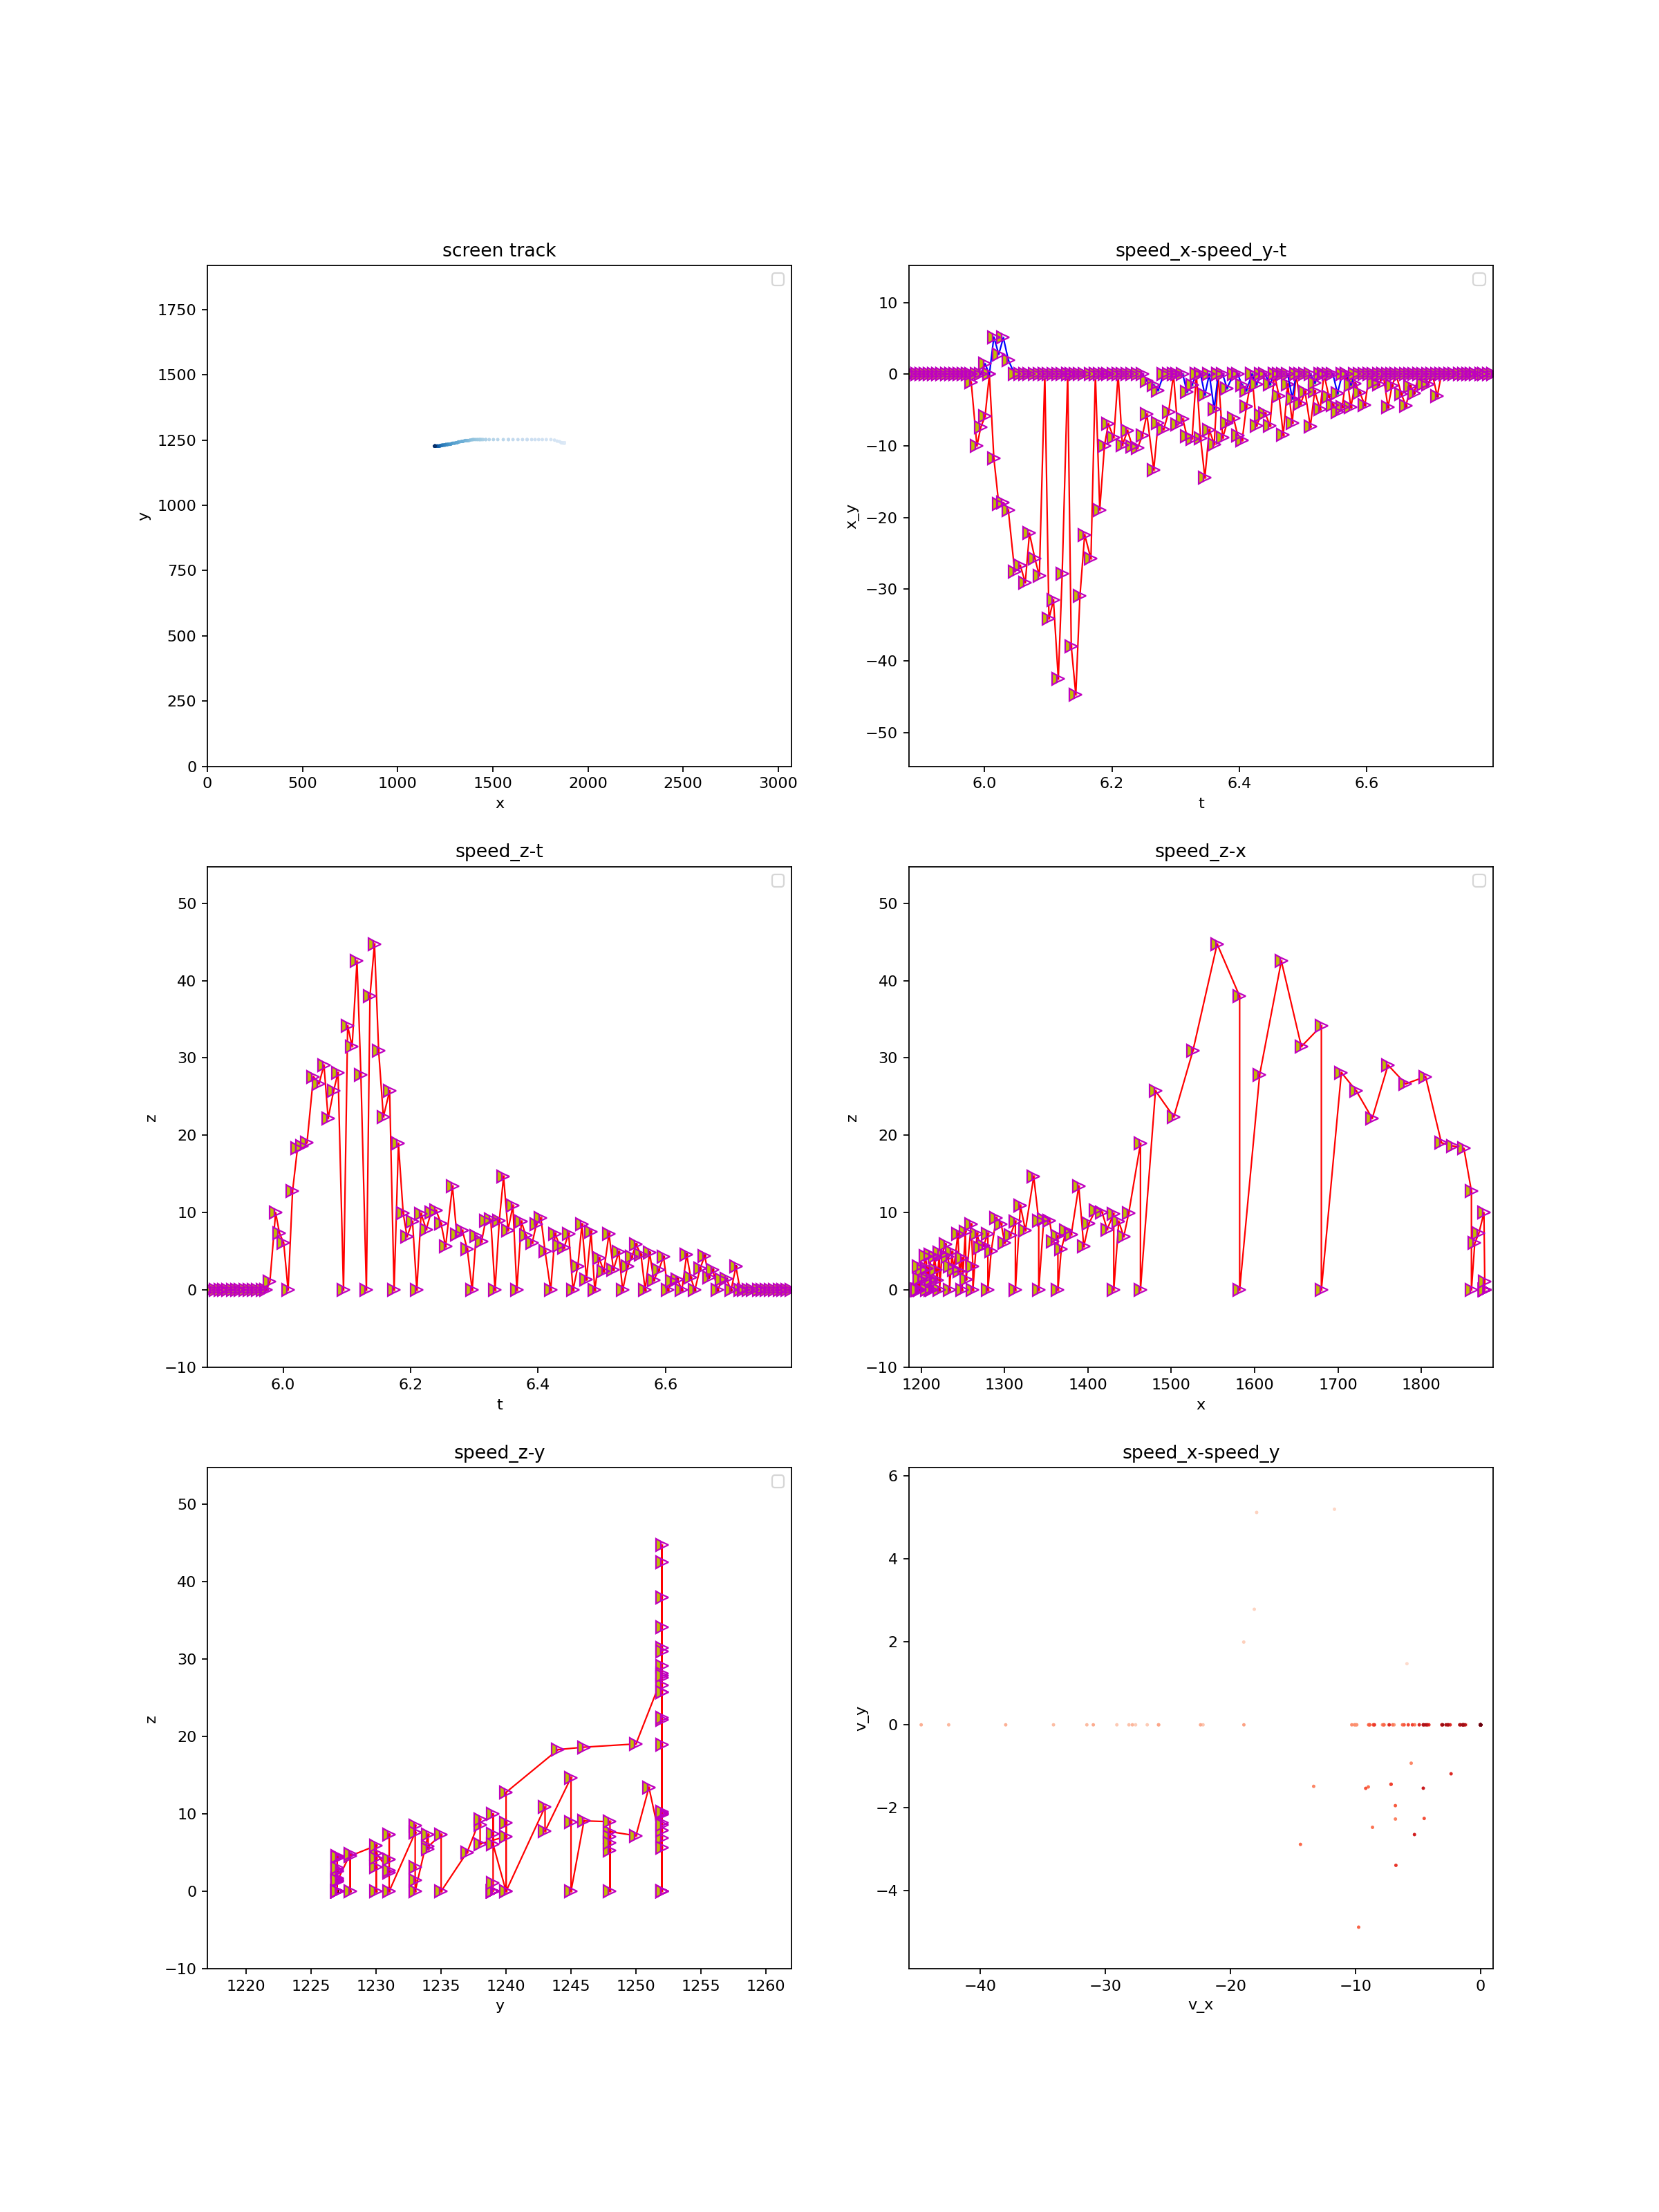 screen track
1750
1500
1250
1000
750
500
250
0
y
0 500 1000 1500 2000 2500 3000
x
speed_x-speed_y-t
10
0
−10
−20
−30
−40
−50
x_y
6.0 6.2 6.4 6.6
t
speed_z-t
50
40
30
20
10
0
−10
z
6.0 6.2 6.4 6.6
t
speed_z-x
50
40
30
20
10
0
−10
z
1200 1300 1400 1500 1600 1700 1800
x
speed_z-y
50
40
30
20
10
0
−10
z
1220 1225 1230 1235 1240 1245 1250 1255 1260
y
speed_x-speed_y
6
4
2
0
−2
−4
v_y
−40 −30 −20 −10 0
v_x